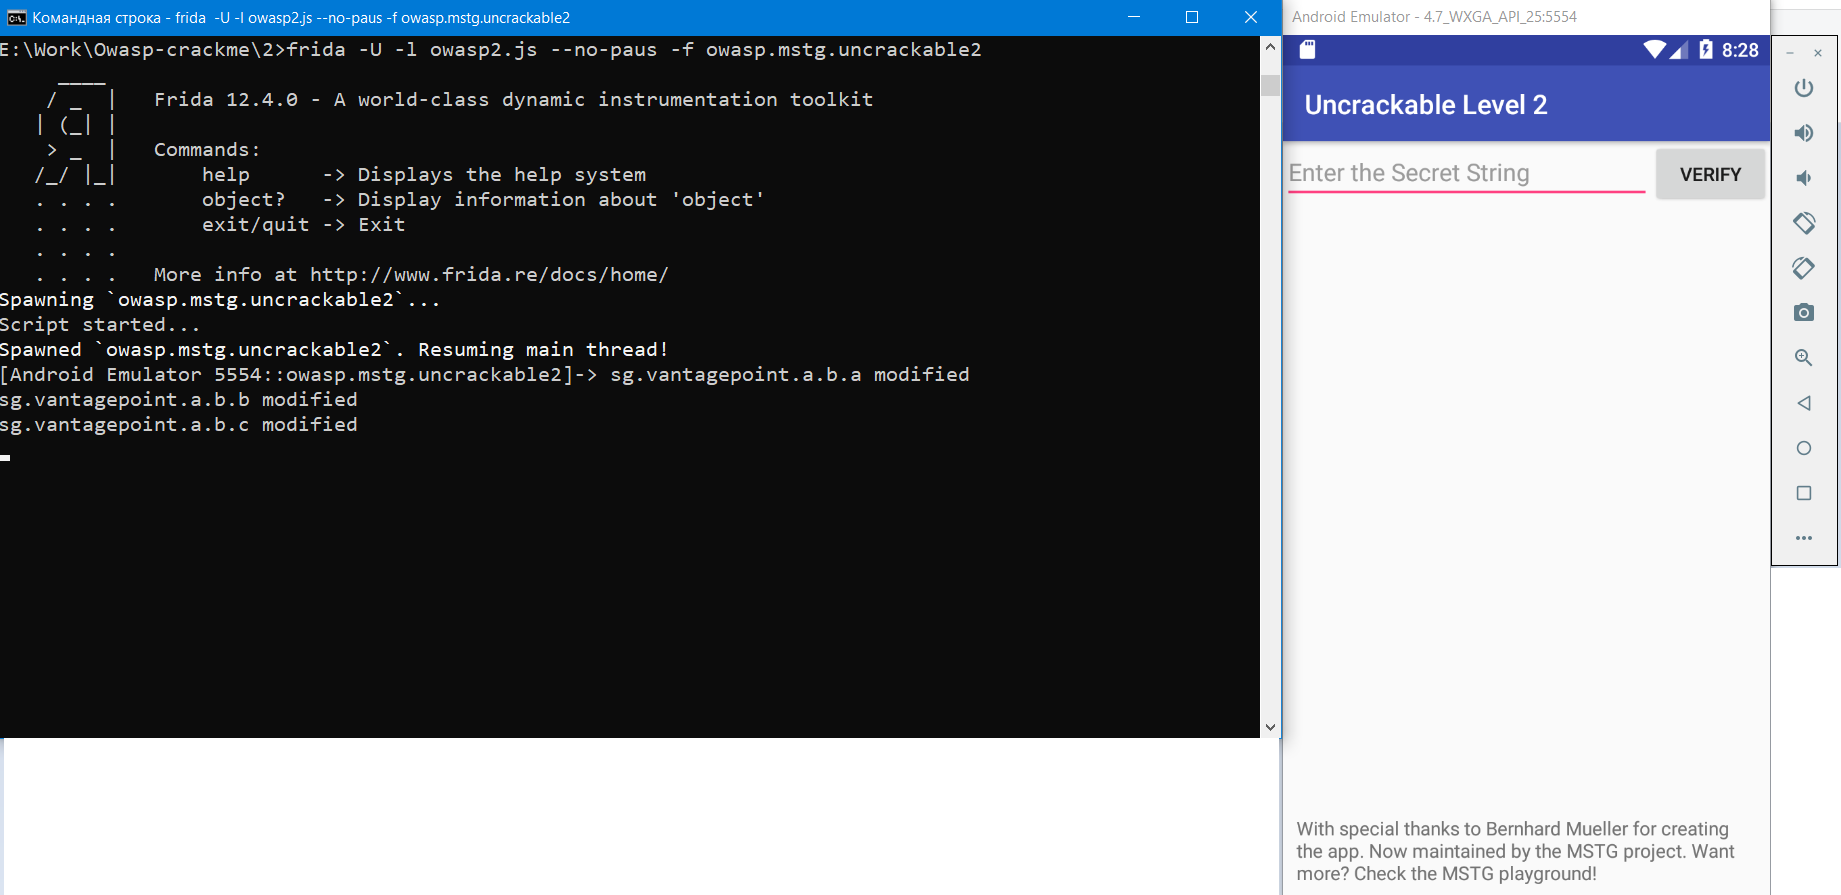 Командная строка - frida  -U -l owasp2.js --no-paus -f owasp.mstg.uncrackable2
E:\Work\Owasp-crackme\2>frida -U -l owasp2.js --no-paus -f owasp.mstg.uncrackable2
     ____
    / _  |   Frida 12.4.0 - A world-class dynamic instrumentation toolkit
   | (_| |
    > _  |   Commands:
   /_/ |_|       help      -> Displays the help system
   . . . .       object?   -> Display information about 'object'
   . . . .       exit/quit -> Exit
   . . . .
   . . . .   More info at http://www.frida.re/docs/home/
Spawning `owasp.mstg.uncrackable2`...
Script started...
Spawned `owasp.mstg.uncrackable2`. Resuming main thread!
[Android Emulator 5554::owasp.mstg.uncrackable2]-> sg.vantagepoint.a.b.a modified
sg.vantagepoint.a.b.b modified
sg.vantagepoint.a.b.c modified
Android Emulator - 4.7_WXGA_API_25:5554
8:28
Uncrackable Level 2
Enter the Secret String
VERIFY
With special thanks to Bernhard Mueller for creating
the app. Now maintained by the MSTG project. Want
more? Check the MSTG playground!